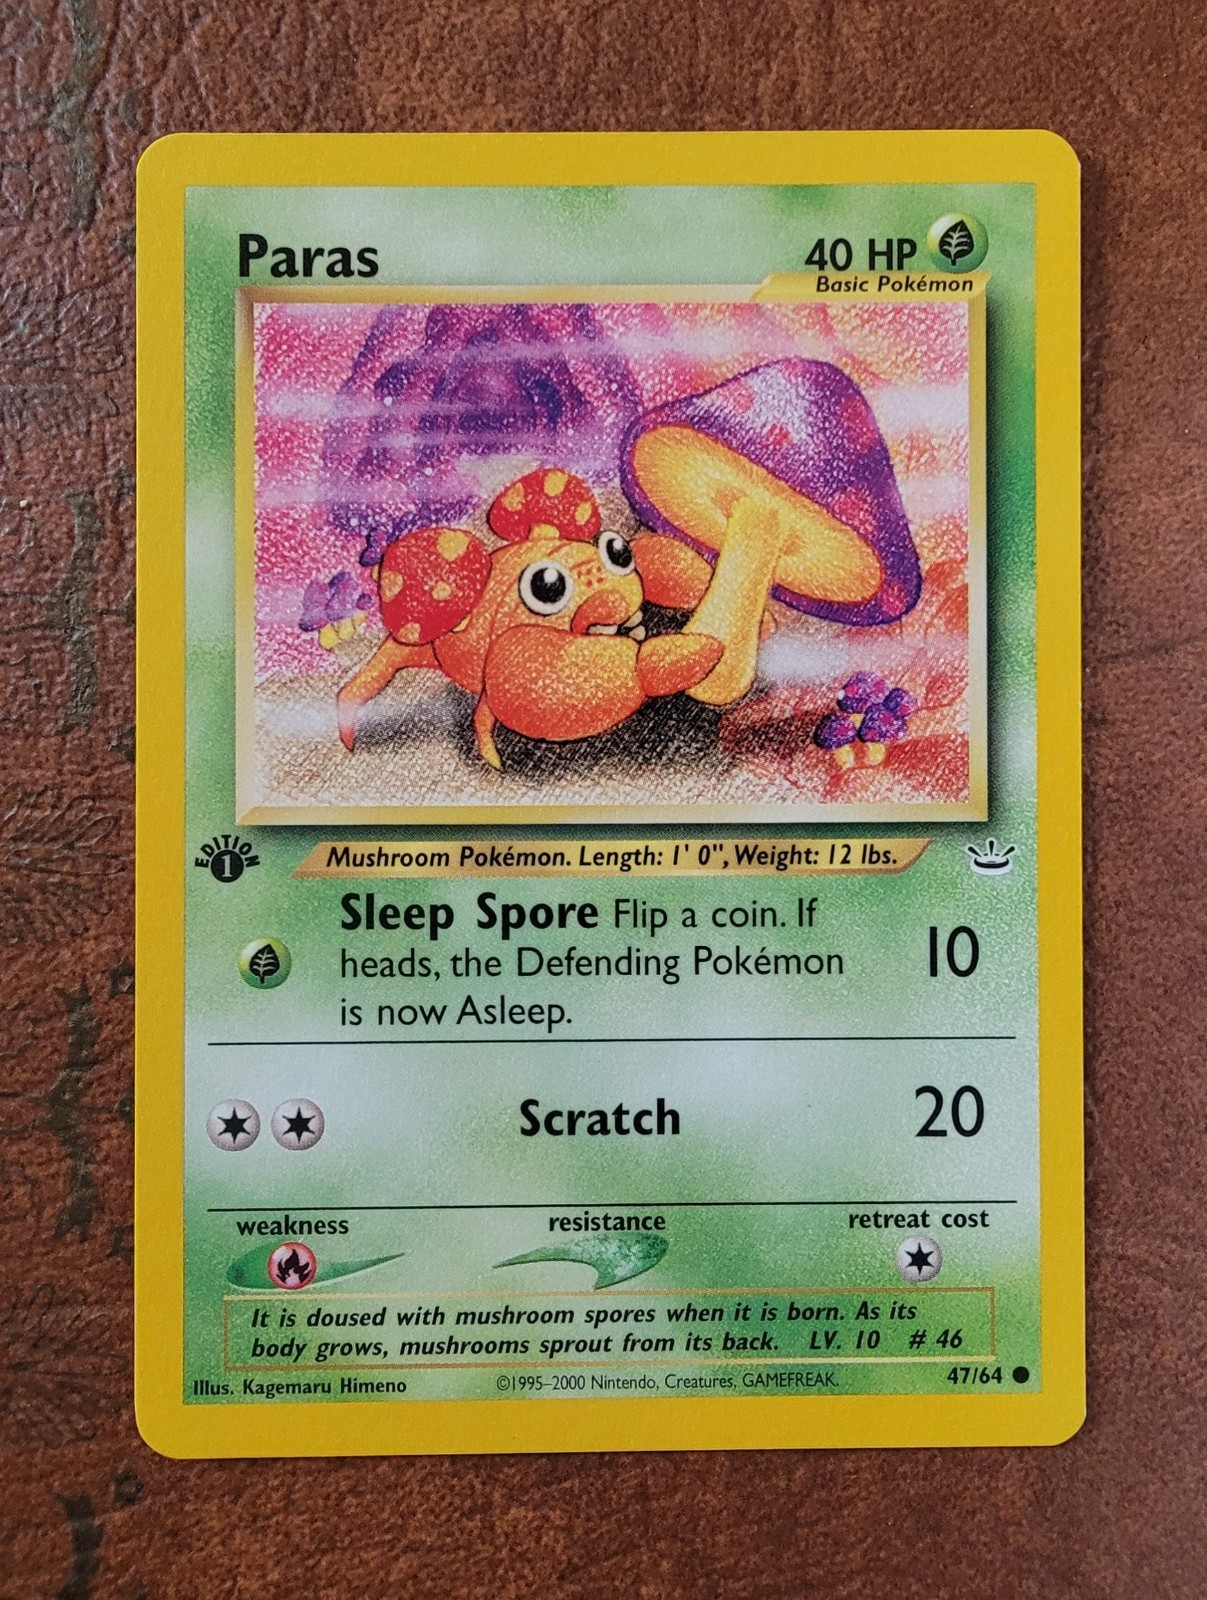 Paras
40 HP
Basic Pokémon
EDITION
1
Mushroom Pokémon. Length: 1' 0", Weight: 12 lbs.
Sleep Spore Flip a coin. If
heads, the Defending Pokémon
is now Asleep.
10
Scratch
20
weakness
resistance
retreat cost
It is doused with mushroom spores when it is born. As its
body grows, mushrooms sprout from its back. LV. 10 # 46
Illus. Kagemaru Himeno
©1995–2000 Nintendo, Creatures, GAMEFREAK.
47/64